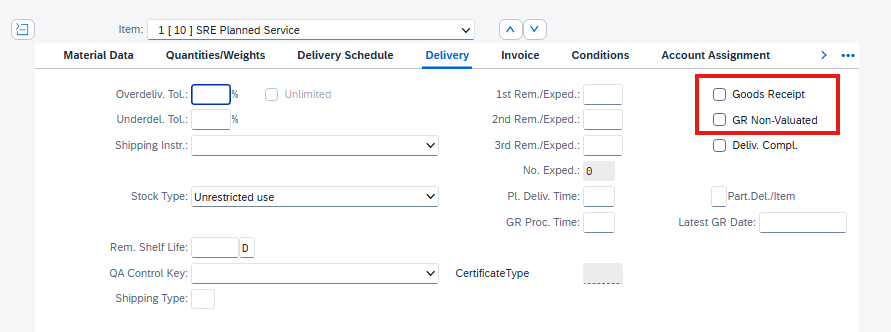 Item: 1 [ 10 ] SRE Planned Service
Material Data Quantities/Weights Delivery Schedule Delivery Invoice Conditions Account Assignment
Overdeliv. Tol.: % Unlimited 1st Rem./Exped.: Goods Receipt
Underdel. Tol.: % 2nd Rem./Exped.: GR Non-Valuated
Shipping Instr.: 3rd Rem./Exped.: Deliv. Compl.
No. Exped.: 0
Stock Type: Unrestricted use Pl. Deliv. Time: Part.Del./Item
GR Proc. Time: Latest GR Date:
Rem. Shelf Life: D
QA Control Key: CertificateType
Shipping Type: